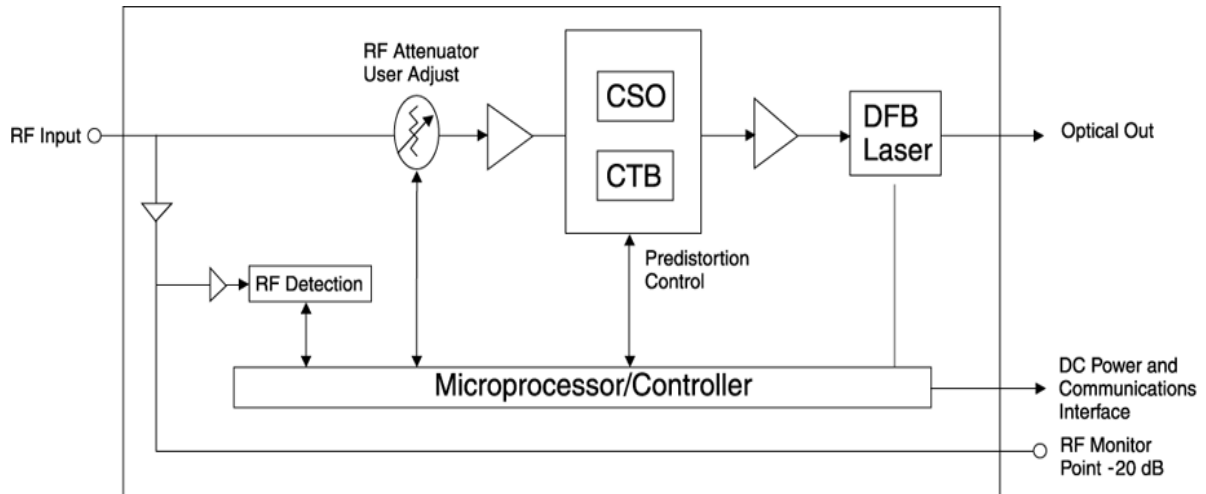 RF Attenuator
User Adjust
CSO
CTB
DFB
Laser
RF Input
Optical Out
Predistortion
Control
RF Detection
Microprocessor/Controller
DC Power and
Communications
Interface
RF Monitor
Point -20 dB